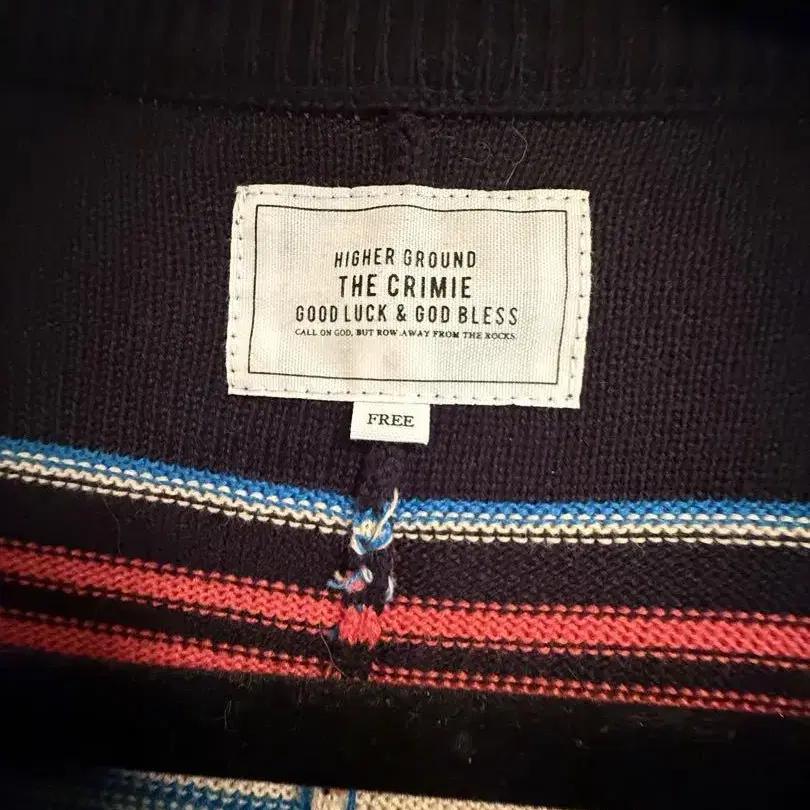 HIGHER GROUND
THE CRIMIE
GOOD LUCK & GOD BLESS
CALL ON GOD, BUT ROW AWAY FROM THE ROCKS.
FREE